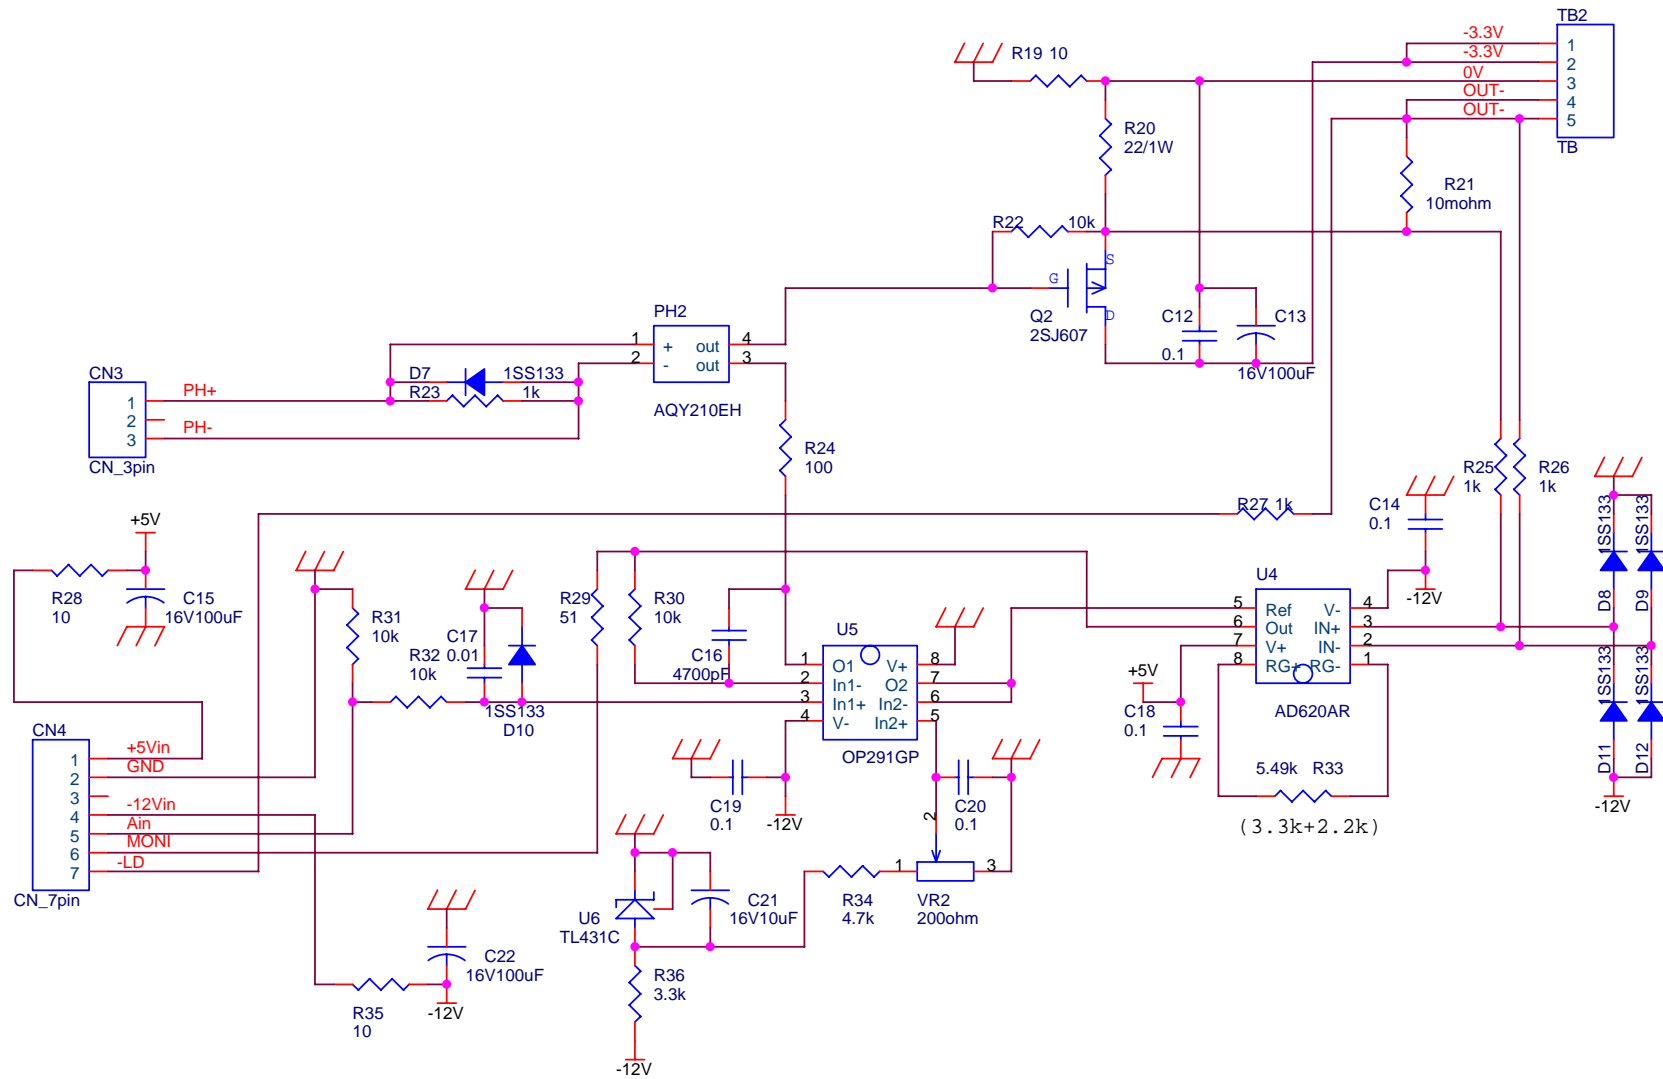 TB2
-3.3V
1
-3.3V
2
0V
3
OUT-
4
OUT-
5
TB
R19 10
R20
22/1W
R21
10mohm
R22 10k
G
S
D
Q2
2SJ607
C12
0.1
C13
16V100uF
PH2
1
2
+
-
out
out
4
3
AQY210EH
CN3
1
2
3
CN_3pin
PH+
PH-
D7
1SS133
R23
1k
R24
100
R25
1k
R26
1k
R27 1k
C14
0.1
-12V
1SS133
1SS133
D8
D9
1SS133
1SS133
D11
D12
-12V
+5V
R28
10
C15
16V100uF
R31
10k
R32
10k
C17
0.01
1SS133
D10
R29
51
R30
10k
C16
4700pF
U5
1
2
3
4
O1
In1-
In1+
V-
V+
O2
In2-
In2+
8
7
6
5
OP291GP
U4
5
6
7
8
Ref
Out
V+
RG+
V-
IN+
IN-
RG-
4
3
2
1
AD620AR
+5V
C18
0.1
5.49k R33
(3.3k+2.2k)
CN4
1
2
3
4
5
6
7
CN_7pin
+5Vin
GND
-12Vin
Ain
MONI
-LD
C19
0.1
-12V
C20
0.1
2
1
3
VR2
200ohm
R34
4.7k
U6
TL431C
C21
16V10uF
R36
3.3k
-12V
C22
16V100uF
R35
10
-12V